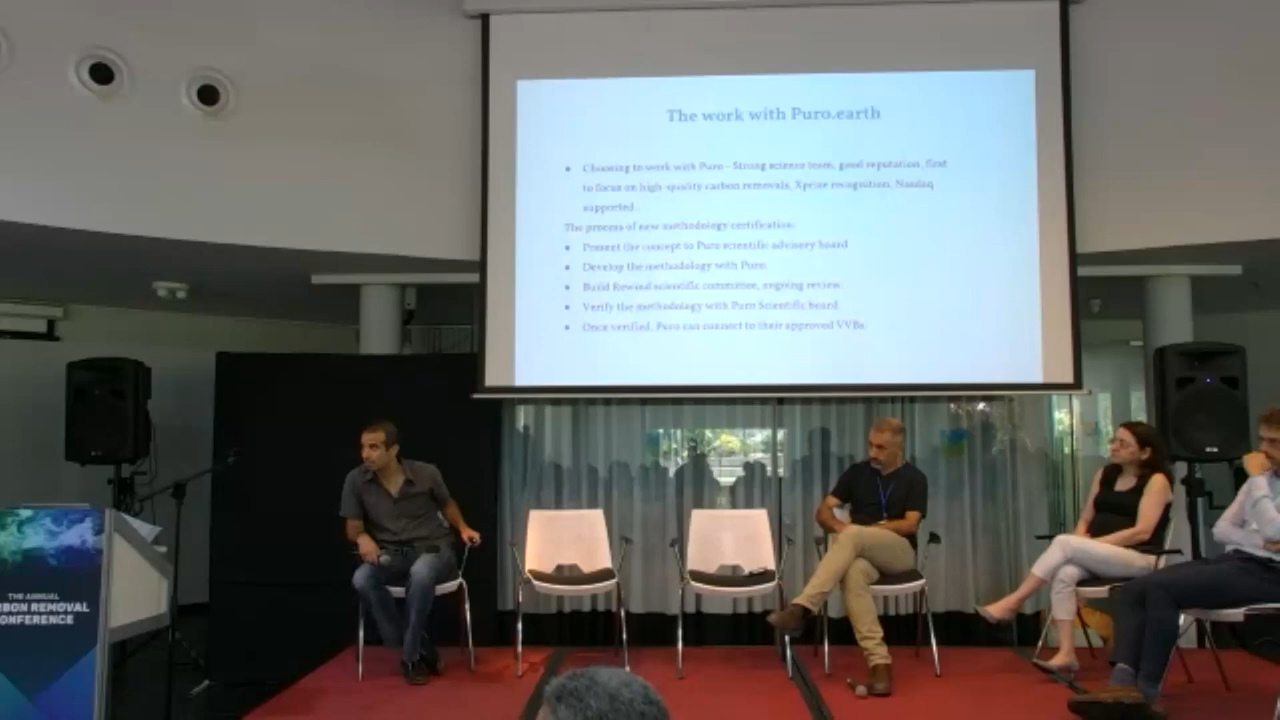 The work with Puro.earth
• Choosing to work with Puro - Strong science team, good reputation, first
to focus on high-quality carbon removals, Xprize recognition, Nasdaq
supported.
The process of new methodology certification:
• Present the concept to Puro scientific advisory board
• Develop the methodology with Puro.
• Build Rewind scientific committee, ongoing review.
• Verify the methodology with Puro Scientific board
• Once verified, Puro can connect to their approved VVBs.
THE ANNUAL
RBON REMOVAL
ONFERENCE